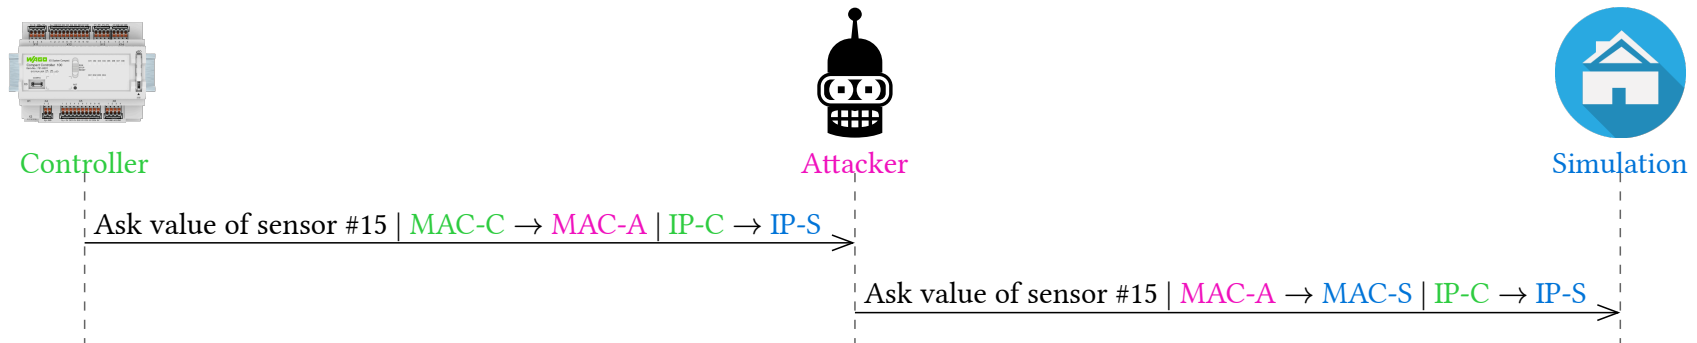 WAGO
Controller
Attacker
Simulation
Ask value of sensor #15 | MAC-C → MAC-A | IP-C → IP-S
Ask value of sensor #15 | MAC-A → MAC-S | IP-C → IP-S